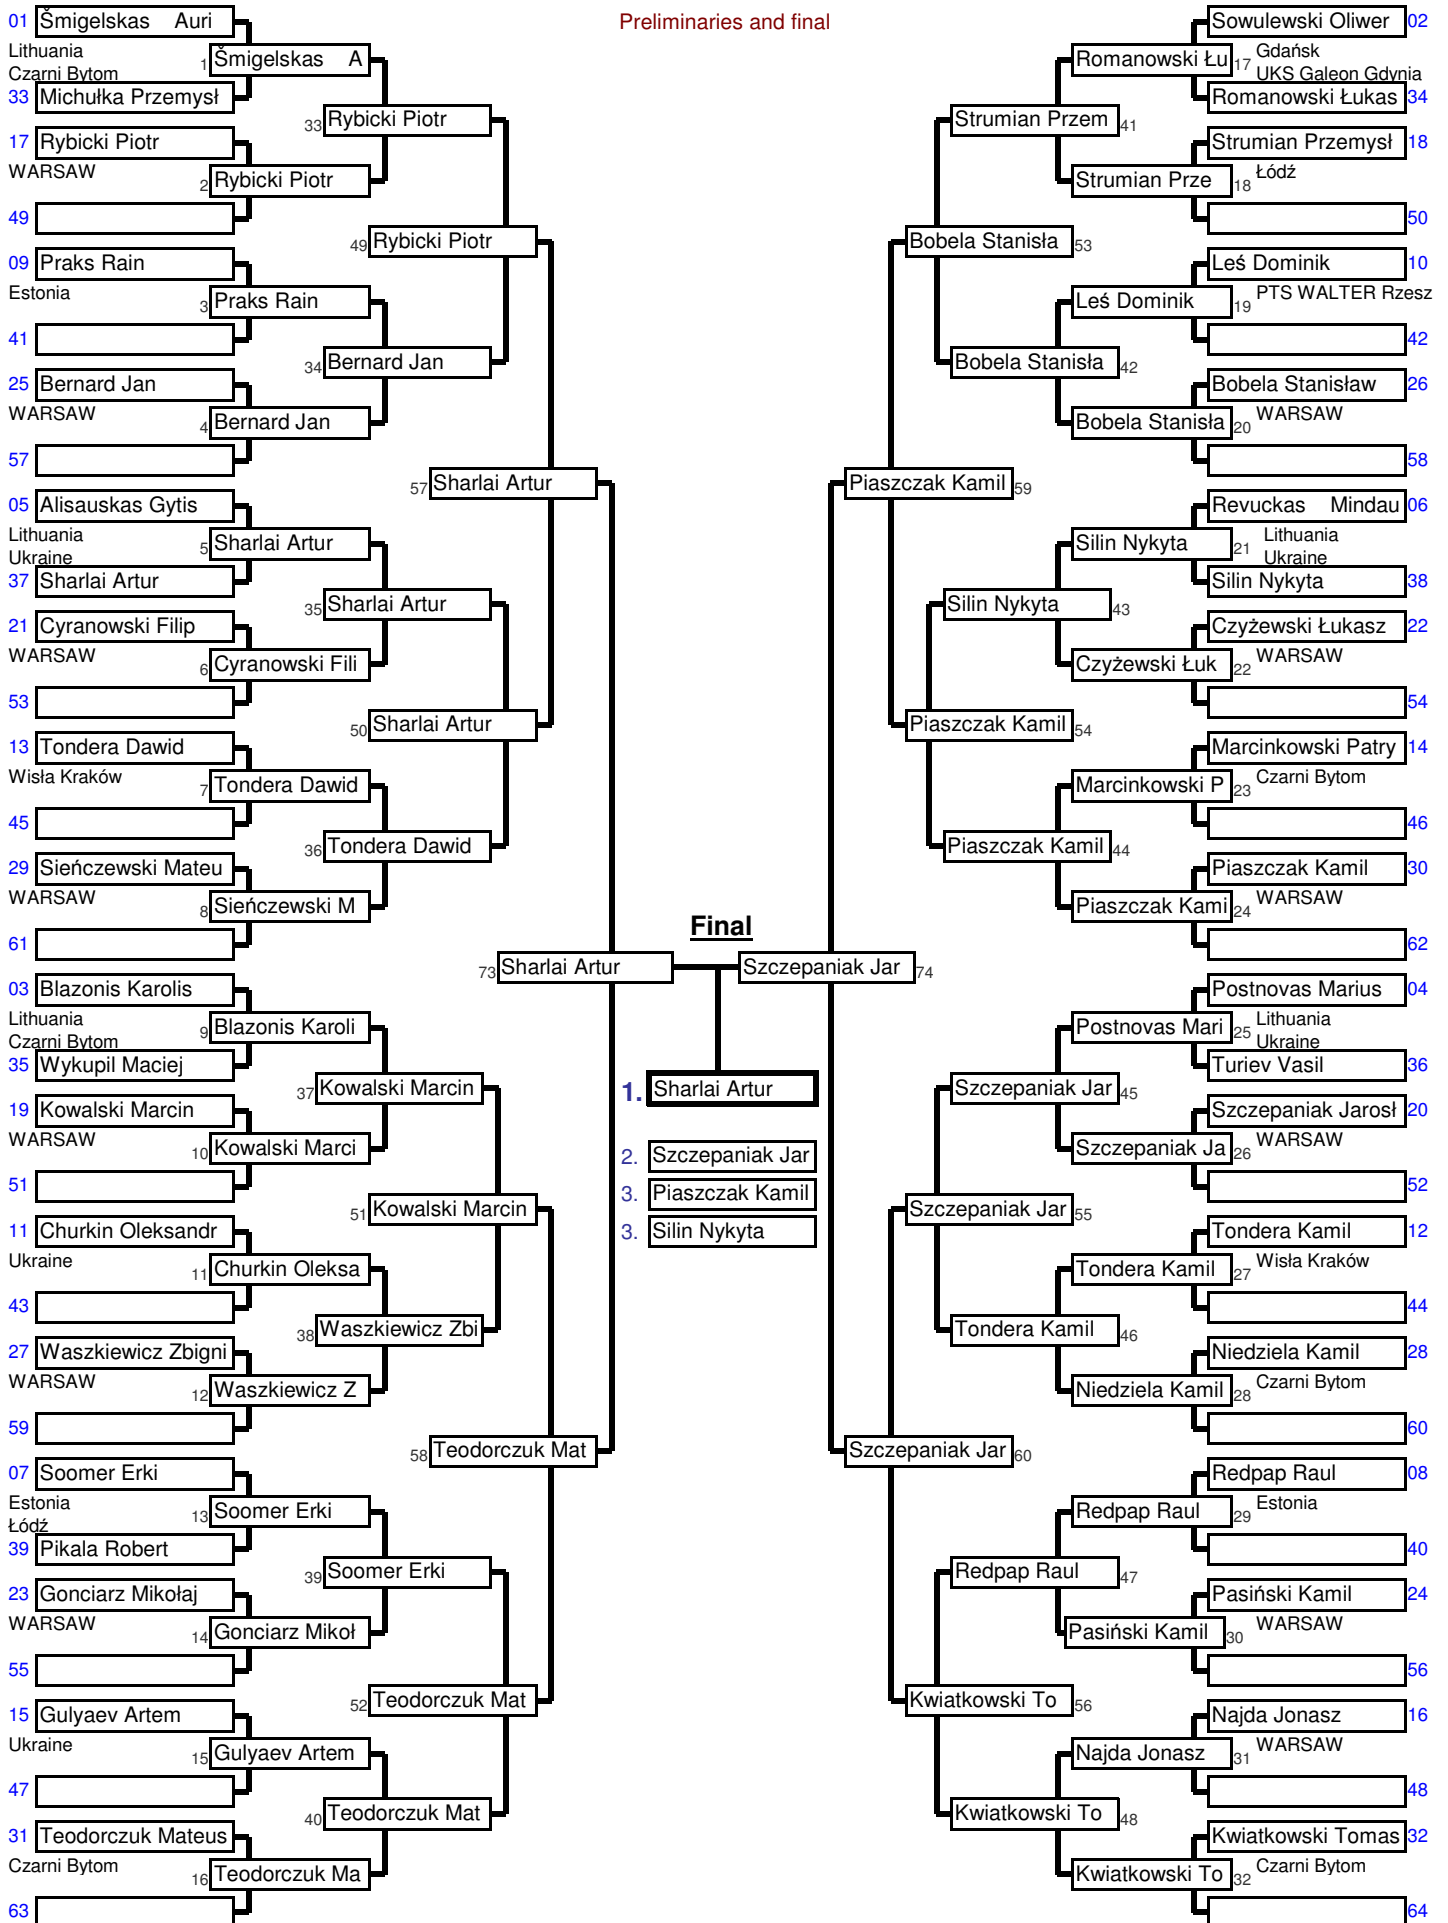 Preliminaries and final
01 Šmigelskas Auri
Lithuania
Czarni Bytom
33 Michułka Przemysł
1 Šmigelskas A
17 Rybicki Piotr
WARSAW
49
2 Rybicki Piotr
33 Rybicki Piotr
09 Praks Rain
Estonia
41
3 Praks Rain
25 Bernard Jan
WARSAW
57
4 Bernard Jan
34 Bernard Jan
49 Rybicki Piotr
05 Alisauskas Gytis
Lithuania
Ukraine
37 Sharlai Artur
5 Sharlai Artur
21 Cyranowski Filip
WARSAW
53
6 Cyranowski Fili
35 Sharlai Artur
13 Tondera Dawid
Wisła Kraków
45
7 Tondera Dawid
29 Sieńczewski Mateu
WARSAW
61
8 Sieńczewski M
36 Tondera Dawid
50 Sharlai Artur
57 Sharlai Artur
03 Blazonis Karolis
Lithuania
Czarni Bytom
35 Wykupil Maciej
9 Blazonis Karoli
19 Kowalski Marcin
WARSAW
51
10 Kowalski Marci
37 Kowalski Marcin
11 Churkin Oleksandr
Ukraine
43
11 Churkin Oleksa
27 Waszkiewicz Zbigni
WARSAW
59
12 Waszkiewicz Z
38 Waszkiewicz Zbi
51 Kowalski Marcin
07 Soomer Erki
Estonia
Łódź
39 Pikala Robert
13 Soomer Erki
23 Gonciarz Mikołaj
WARSAW
55
14 Gonciarz Mikoł
39 Soomer Erki
15 Gulyaev Artem
Ukraine
47
15 Gulyaev Artem
31 Teodorczuk Mateus
Czarni Bytom
63
16 Teodorczuk Ma
40 Teodorczuk Mat
52 Teodorczuk Mat
58 Teodorczuk Mat
73 Sharlai Artur
Final
Szczepaniak Jar 74
1. Sharlai Artur
2. Szczepaniak Jar
3. Piaszczak Kamil
3. Silin Nykyta
Sowulewski Oliwer 02
Gdańsk
UKS Galeon Gdynia
Romanowski Łukas 34
Romanowski Łu 17
Strumian Przemysł 18
Łódź
50
Strumian Prze 18
Strumian Przem 41
Leś Dominik 10
PTS WALTER Rzesz
42
Leś Dominik 19
Bobela Stanisław 26
WARSAW
58
Bobela Stanisła 20
Bobela Stanisła 42
Bobela Stanisła 53
Revuckas Mindau 06
Lithuania
Ukraine
Silin Nykyta 38
Silin Nykyta 21
Czyżewski Łukasz 22
WARSAW
54
Czyżewski Łuk 22
Silin Nykyta 43
Marcinkowski Patry 14
Czarni Bytom
46
Marcinkowski P 23
Piaszczak Kamil 30
WARSAW
62
Piaszczak Kami 24
Piaszczak Kamil 44
Piaszczak Kamil 54
Piaszczak Kamil 59
Postnovas Marius 04
Lithuania
Ukraine
Turiev Vasil 36
Postnovas Mari 25
Szczepaniak Jarosł 20
WARSAW
52
Szczepaniak Ja 26
Szczepaniak Jar 45
Tondera Kamil 12
Wisła Kraków
44
Tondera Kamil 27
Niedziela Kamil 28
Czarni Bytom
60
Niedziela Kamil 28
Tondera Kamil 46
Szczepaniak Jar 55
Redpap Raul 08
Estonia
40
Redpap Raul 29
Pasiński Kamil 24
WARSAW
56
Pasiński Kamil 30
Redpap Raul 47
Najda Jonasz 16
WARSAW
48
Najda Jonasz 31
Kwiatkowski Tomas 32
Czarni Bytom
64
Kwiatkowski To 32
Kwiatkowski To 48
Kwiatkowski To 56
Szczepaniak Jar 60